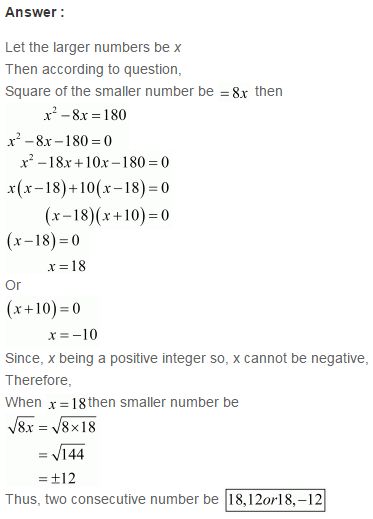 Answer :
Let the larger numbers be x
Then according to question,
Square of the smaller number be = 8x then
x² − 8x = 180
x² − 8x − 180 = 0
x² − 18x + 10x − 180 = 0
x(x − 18) + 10(x − 18) = 0
(x − 18)(x + 10) = 0
(x − 18) = 0
x = 18
Or
(x + 10) = 0
x = −10
Since, x being a positive integer so, x cannot be negative,
Therefore,
When x = 18 then smaller number be
√8x = √8×18
= √144
= ±12
Thus, two consecutive number be 18,12or18,−12